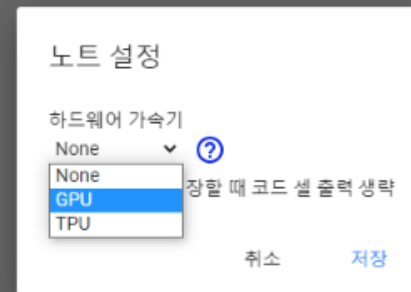 노트 설정
하드웨어 가속기
None
None
GPU
장할 때 코드 셀 출력 생략
TPU
취소 저장